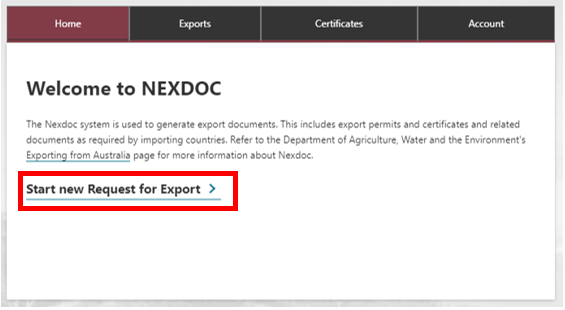 Home Exports Certificates Account
Welcome to NEXDOC
The Nexdoc system is used to generate export documents. This includes export permits and certificates and related
documents as required by importing countries. Refer to the Department of Agriculture, Water and the Environment's
Exporting from Australia page for more information about Nexdoc.
Start new Request for Export >